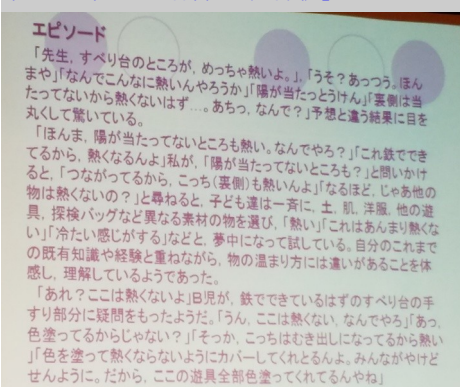 エピソード
「先生，すべり台のところが，めっちゃ熱いよ。」，「うそ？あっつう。ほん
まや」「なんでこんなに熱いんやろうか」「陽が当たっとうけん」「裏側は当
たってないから熱くないはず…。あちっ，なんで？」予想と違う結果に目を
丸くして驚いている。
「ほんま，陽が当たってないところも熱い。なんでやろ？」「これ鉄ででき
てるから，熱くなるんよ」私が，「陽が当たってないところも？」と問いかけ
ると，「つながってるから，こっち（裏側）も熱いんよ」「なるほど，じゃあ他の
物は熱くないの？」と尋ねると，子ども達は一斉に，土，肌，洋服，他の遊
具，探検バッグなど異なる素材の物を選び，「熱い」「これはあんまり熱くな
い」「冷たい感じがする」などと，夢中になって試している。自分のこれまで
の既有知識や経験と重ねながら，物の温まり方には違いがあることを体
感し，理解しているようであった。
「あれ？ここは熱くないよ」B児が，鉄でできているはずのすべり台の手
すり部分に疑問をもったようだ。「うん，ここは熱くない，なんでやろ」「あっ，
色塗ってるからじゃない？」「そっか，こっちはむき出しになってるから熱い
」「色を塗って熱くならないようにカバーしてくれとるんよ。みんながやけど
せんように。だから，ここの遊具全部色塗ってくれてるんやね」